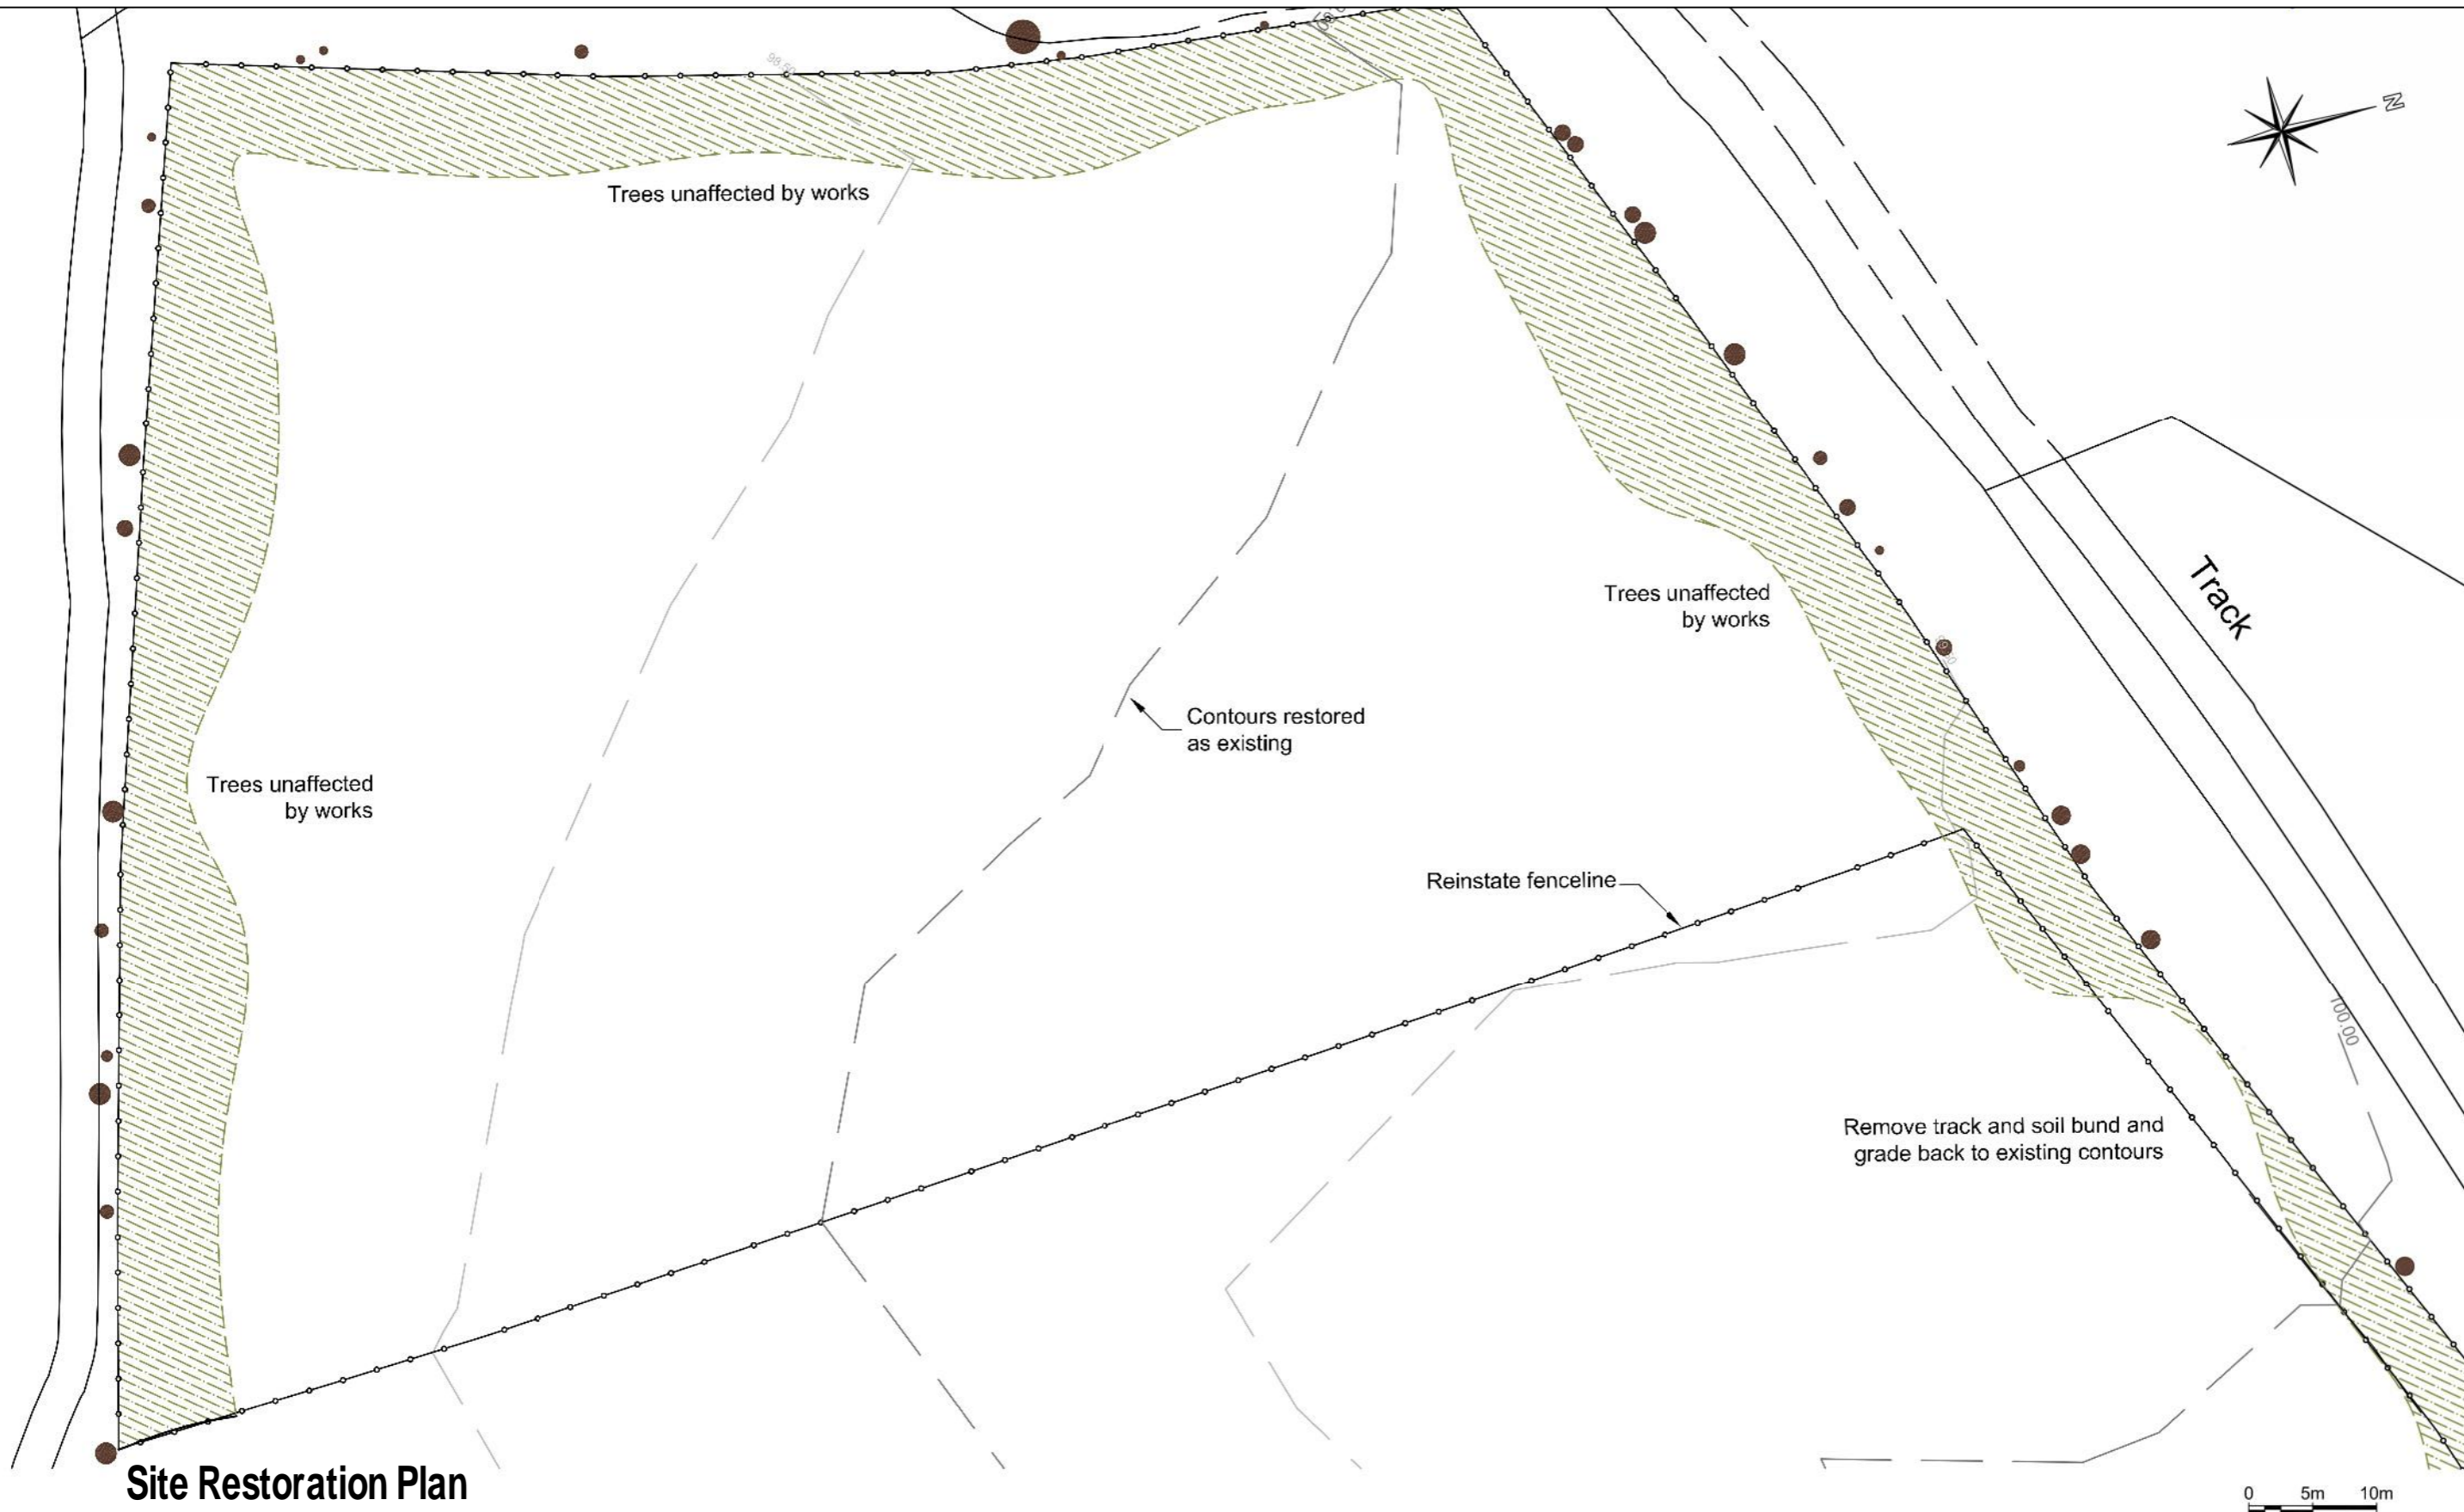 98.50
N
Trees unaffected by works
Trees unaffected
by works
Track
Contours restored
as existing
Trees unaffected
by works
Reinstate fenceline
100.00
Remove track and soil bund and
grade back to existing contours
Site Restoration Plan
0 5m 10m